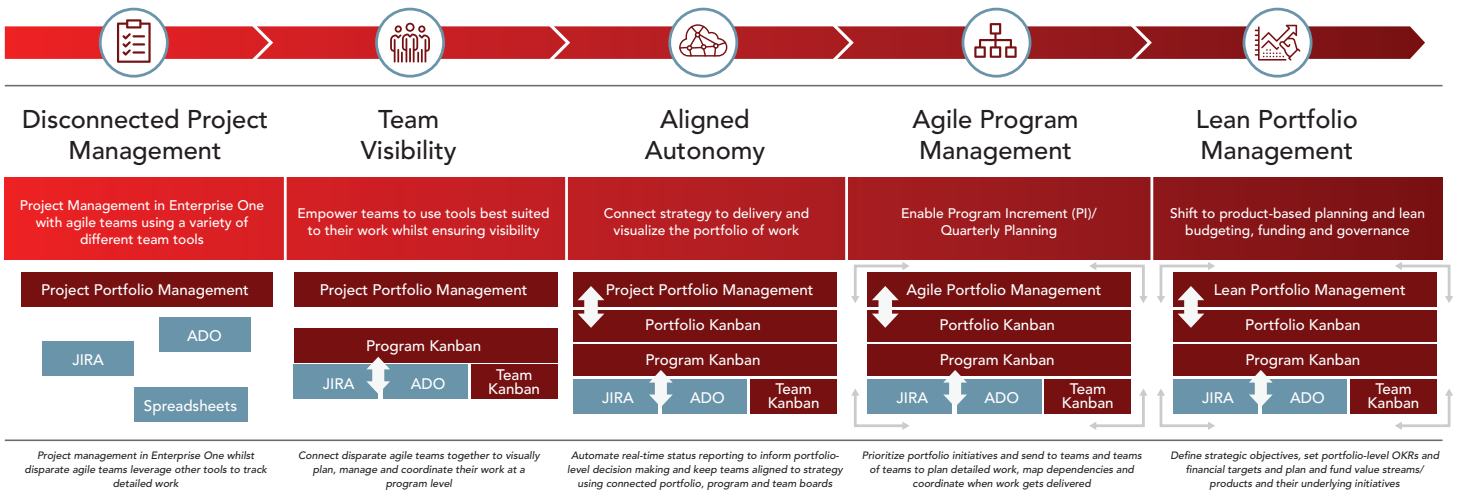 Disconnected Project
Management
Team
Visibility
Aligned
Autonomy
Agile Program
Management
Lean Portfolio
Management
Project Management in Enterprise One
with agile teams using a variety of
different team tools
Empower teams to use tools best suited
to their work whilst ensuring visibility
Connect strategy to delivery and
visualize the portfolio of work
Enable Program Increment (PI)/
Quarterly Planning
Shift to product-based planning and lean
budgeting, funding and governance
Project Portfolio Management
ADO
JIRA
Spreadsheets
Project Portfolio Management
Program Kanban
JIRA
ADO
Team
Kanban
Project Portfolio Management
Portfolio Kanban
Program Kanban
JIRA
ADO
Team
Kanban
Agile Portfolio Management
Portfolio Kanban
Program Kanban
JIRA
ADO
Team
Kanban
Lean Portfolio Management
Portfolio Kanban
Program Kanban
JIRA
ADO
Team
Kanban
Project management in Enterprise One whilst
disparate agile teams leverage other tools to track
detailed work
Connect disparate agile teams together to visually
plan, manage and coordinate their work at a
program level
Automate real-time status reporting to inform portfolio-
level decision making and keep teams aligned to strategy
using connected portfolio, program and team boards
Prioritize portfolio initiatives and send to teams and teams
of teams to plan detailed work, map dependencies and
coordinate when work gets delivered
Define strategic objectives, set portfolio-level OKRs and
financial targets and plan and fund value streams/
products and their underlying initiatives